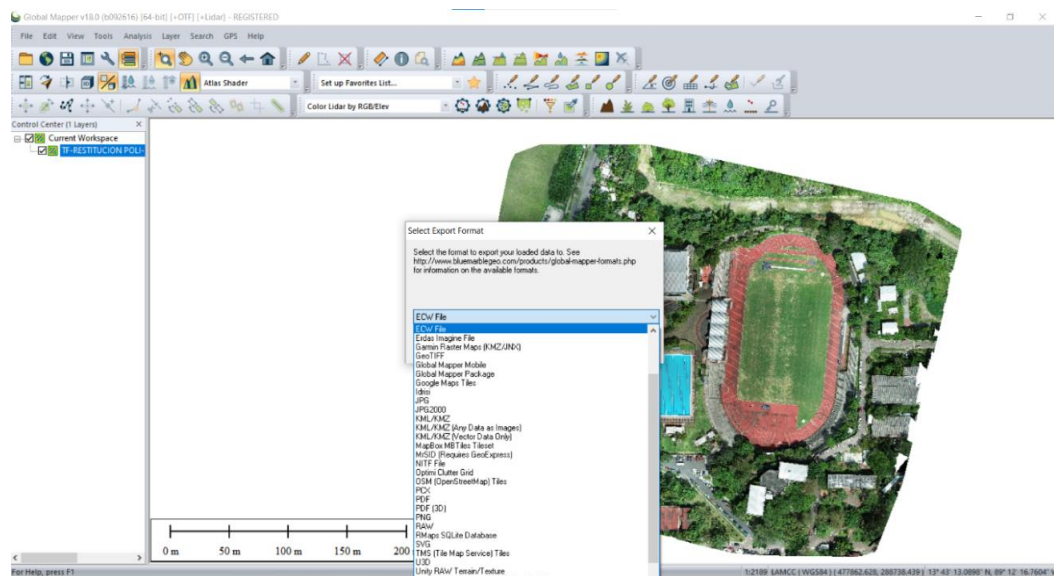 Global Mapper v18.0 (b092616) [64-bit] [+OTF] [+Lidar] - REGISTERED
File Edit View Tools Analysis Layer Search GPS Help
Atlas Shader
Set up Favorites List...
Color Lidar by RGB/Elev
Control Center (1 Layers)
Current Workspace
TF-RESTITUCION POLI-
Select Export Format
Select the format to export your loaded data to. See
http://www.bluemarblegeo.com/products/global-mapper-formats.php
for information on the available formats.
ECW File
ECW File
Erdas Imagine File
Garmin Raster Maps (KMZ/JNX)
GeoTIFF
Global Mapper Mobile
Global Mapper Package
Google Maps Tiles
Idrisi
JPG
JPG2000
KML/KMZ
KML/KMZ (Any Data as Images)
KML/KMZ (Vector Data Only)
MapBox MBTiles Tileset
MrSID (Requires GeoExpress)
NITF File
Optimi Clutter Grid
OSM (OpenStreetMap) Tiles
PCX
PDF
PDF (3D)
PNG
RAW
RMaps SQLite Database
SVG
TMS (Tile Map Service) Tiles
U3D
Unity RAW Terrain/Texture
0 m 50 m 100 m 150 m 200
For Help, press F1
1:2189 LAMCC ( WGS84 ) ( 477862.628, 288738.439 ) 13° 43' 13.0898" N, 89° 12' 16.7604"